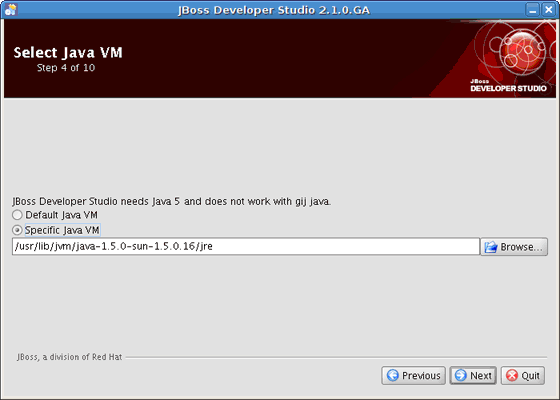 JBoss Developer Studio 2.1.0.GA
Select Java VM
Step 4 of 10
JBoss
DEVELOPER STUDIO
JBoss Developer Studio needs Java 5 and does not work with gij java.
Default Java VM
Specific Java VM
/usr/lib/jvm/java-1.5.0-sun-1.5.0.16/jre
Browse...
JBoss, a division of Red Hat
Previous
Next
Quit